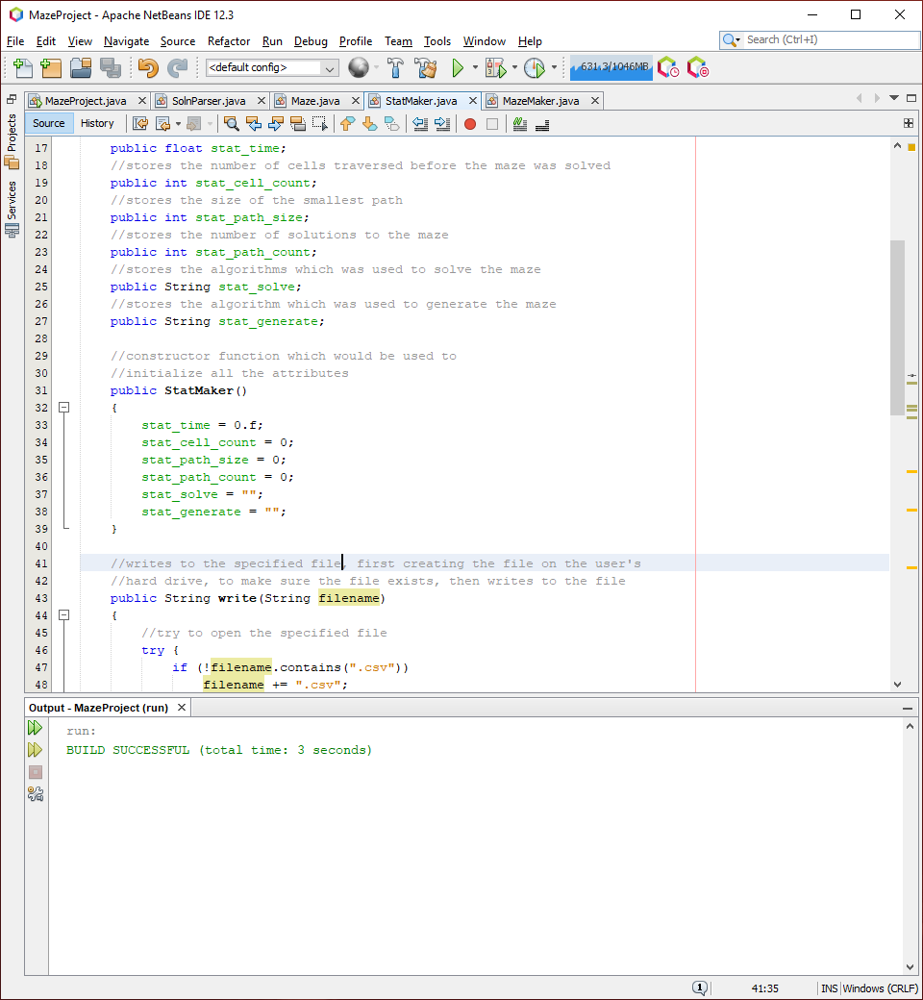 MazeProject - Apache NetBeans IDE 12.3
File Edit View Navigate Source Refactor Run Debug Profile Team Tools Window Help
Search (Ctrl+I)
<default config>
631.3/1046MB
MazeProject.java
SolnParser.java
Maze.java
StatMaker.java
MazeMaker.java
Projects
Services
Source History
17 public float stat_time;
18 //stores the number of cells traversed before the maze was solved
19 public int stat_cell_count;
20 //stores the size of the smallest path
21 public int stat_path_size;
22 //stores the number of solutions to the maze
23 public int stat_path_count;
24 //stores the algorithms which was used to solve the maze
25 public String stat_solve;
26 //stores the algorithm which was used to generate the maze
27 public String stat_generate;
28
29 //constructor function which would be used to
30 //initialize all the attributes
31 public StatMaker()
32 {
33 stat_time = 0.f;
34 stat_cell_count = 0;
35 stat_path_size = 0;
36 stat_path_count = 0;
37 stat_solve = "";
38 stat_generate = "";
39 }
40
41 //writes to the specified file, first creating the file on the user's
42 //hard drive, to make sure the file exists, then writes to the file
43 public String write(String filename)
44 {
45 //try to open the specified file
46 try {
47 if (!filename.contains(".csv"))
48 filename += ".csv";
Output - MazeProject (run)
run:
BUILD SUCCESSFUL (total time: 3 seconds)
1
41:35
INS
Windows (CRLF)